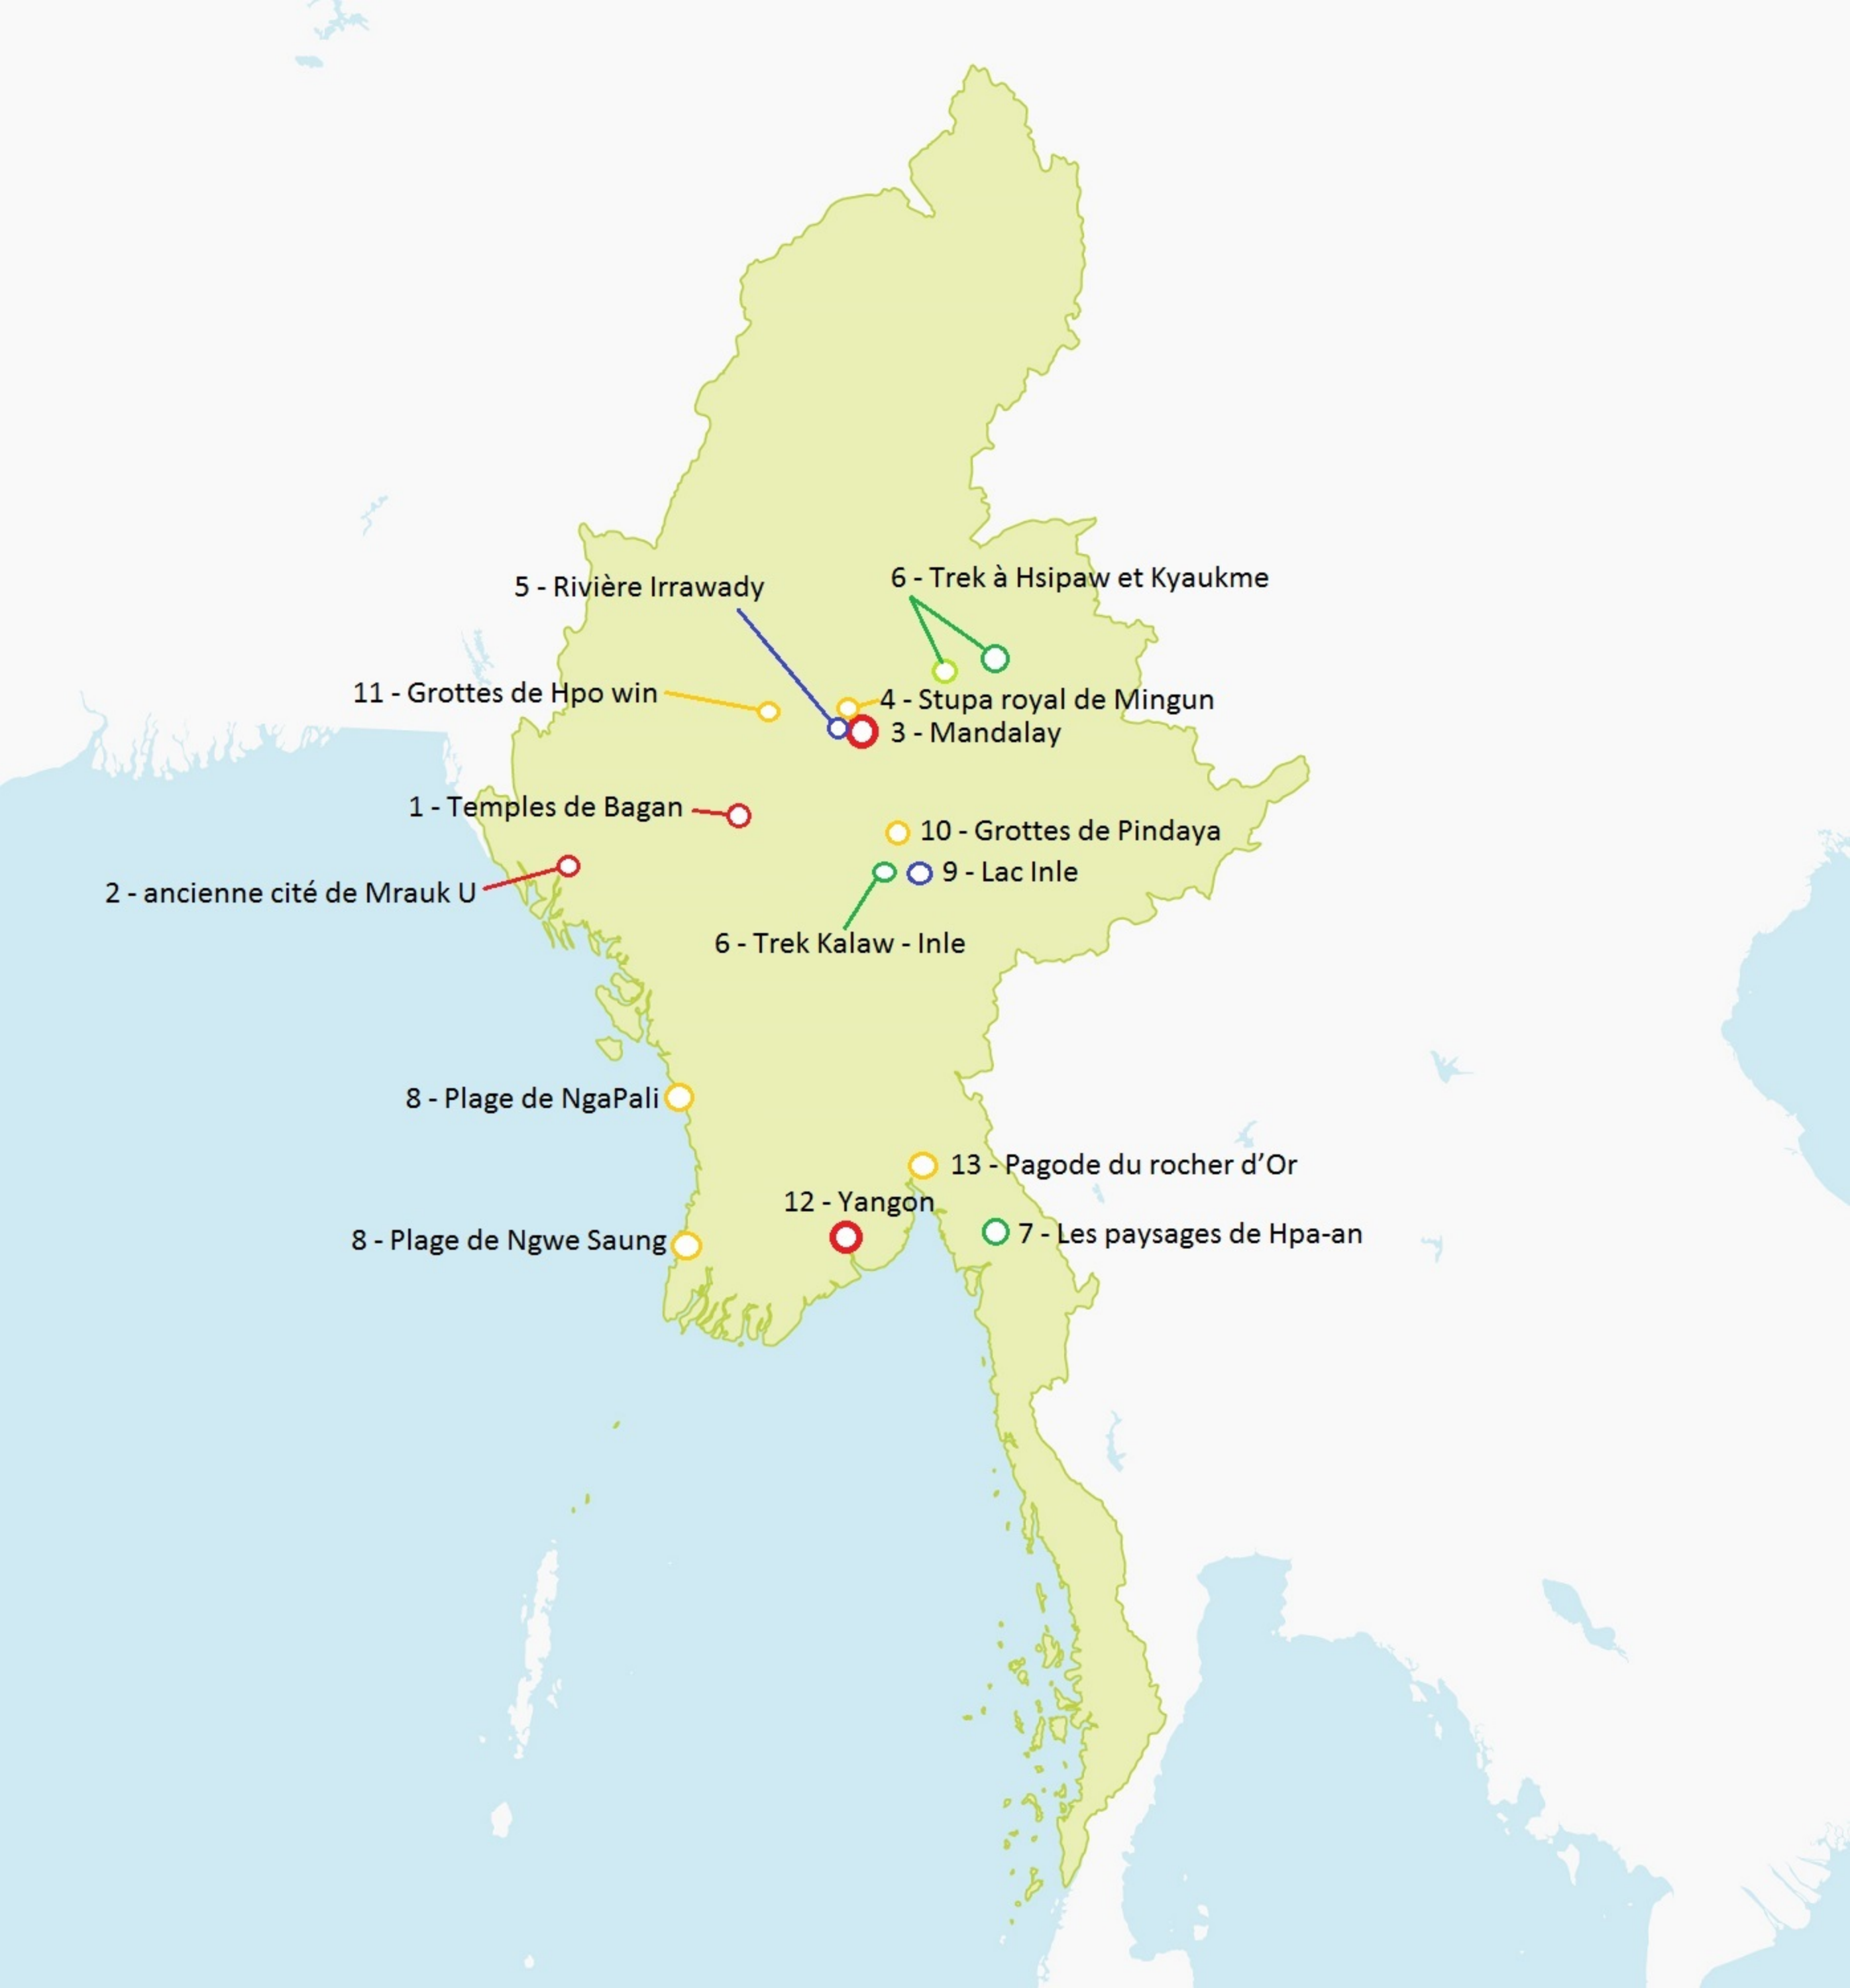 6 - Trek à Hsipaw et Kyaukme
5 - Rivière Irrawady
11 - Grottes de Hpo win
4 - Stupa royal de Mingun
3 - Mandalay
1 - Temples de Bagan
10 - Grottes de Pindaya
9 - Lac Inle
2 - ancienne cité de Mrauk U
6 - Trek Kalaw - Inle
8 - Plage de NgaPali
13 - Pagode du rocher d’Or
12 - Yangon
7 - Les paysages de Hpa-an
8 - Plage de Ngwe Saung